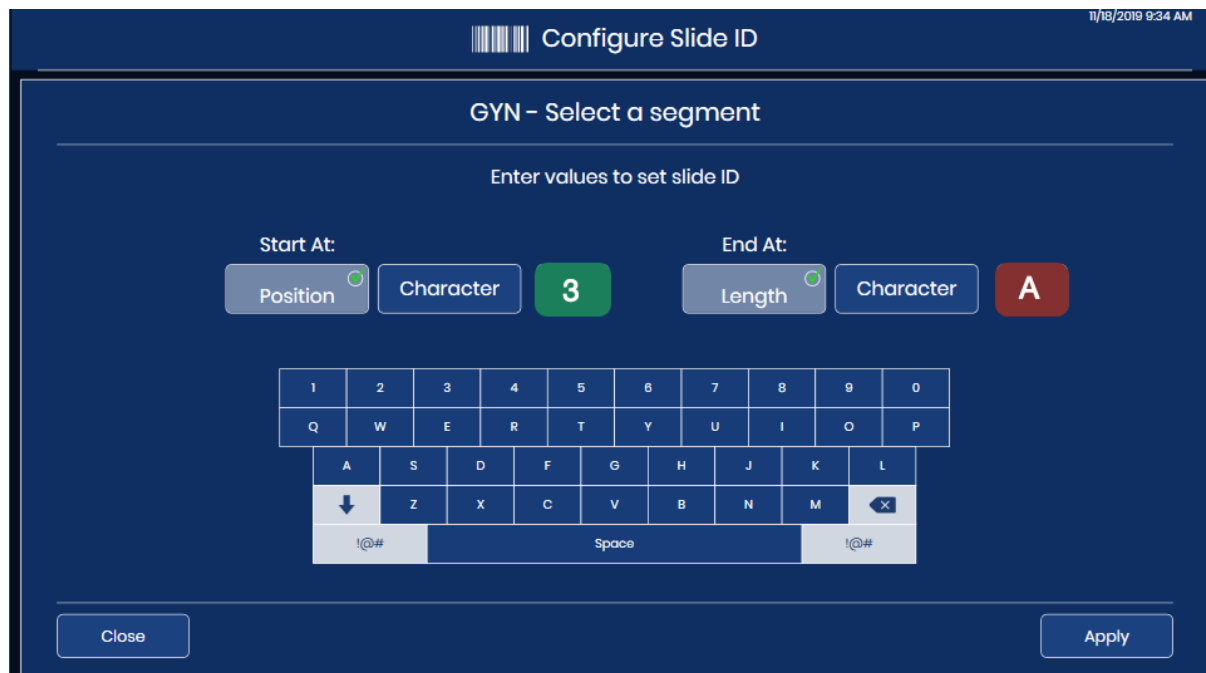 11/18/2019 9:34 AM
Configure Slide ID
GYN - Select a segment
Enter values to set slide ID
Start At: End At:
Position Character 3 Length Character A
1 2 3 4 5 6 7 8 9 0
Q W E R T Y U I O P
A S D F G H J K L
Z X C V B N M
!@# Space !@#
Close Apply